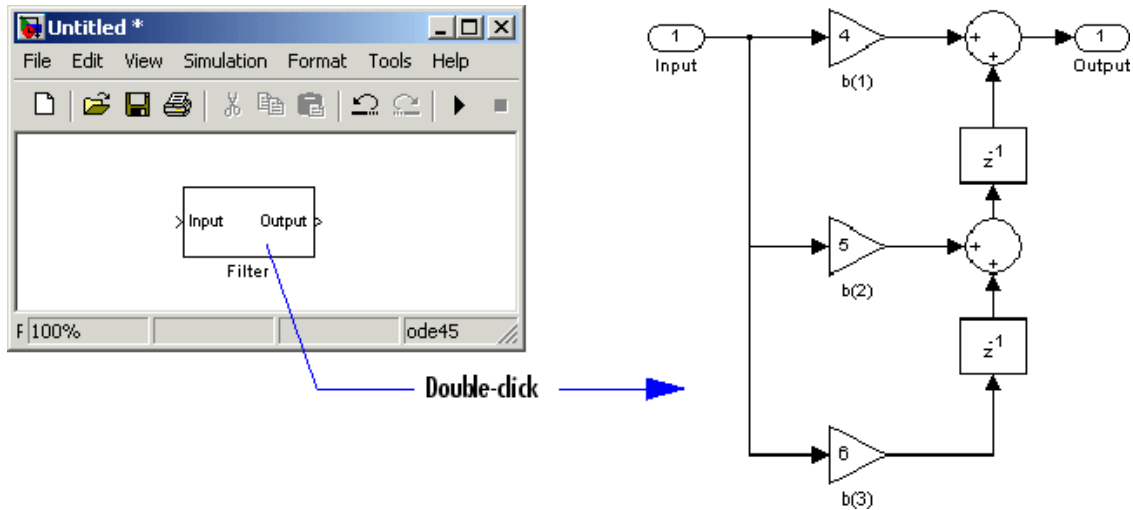 Untitled *
File Edit View Simulation Format Tools Help
Input Output
Filter
F 100% ode45
Double-click
1
Input
4
b(1)
+
+
1
Output
z-1
5
b(2)
+
+
z-1
6
b(3)